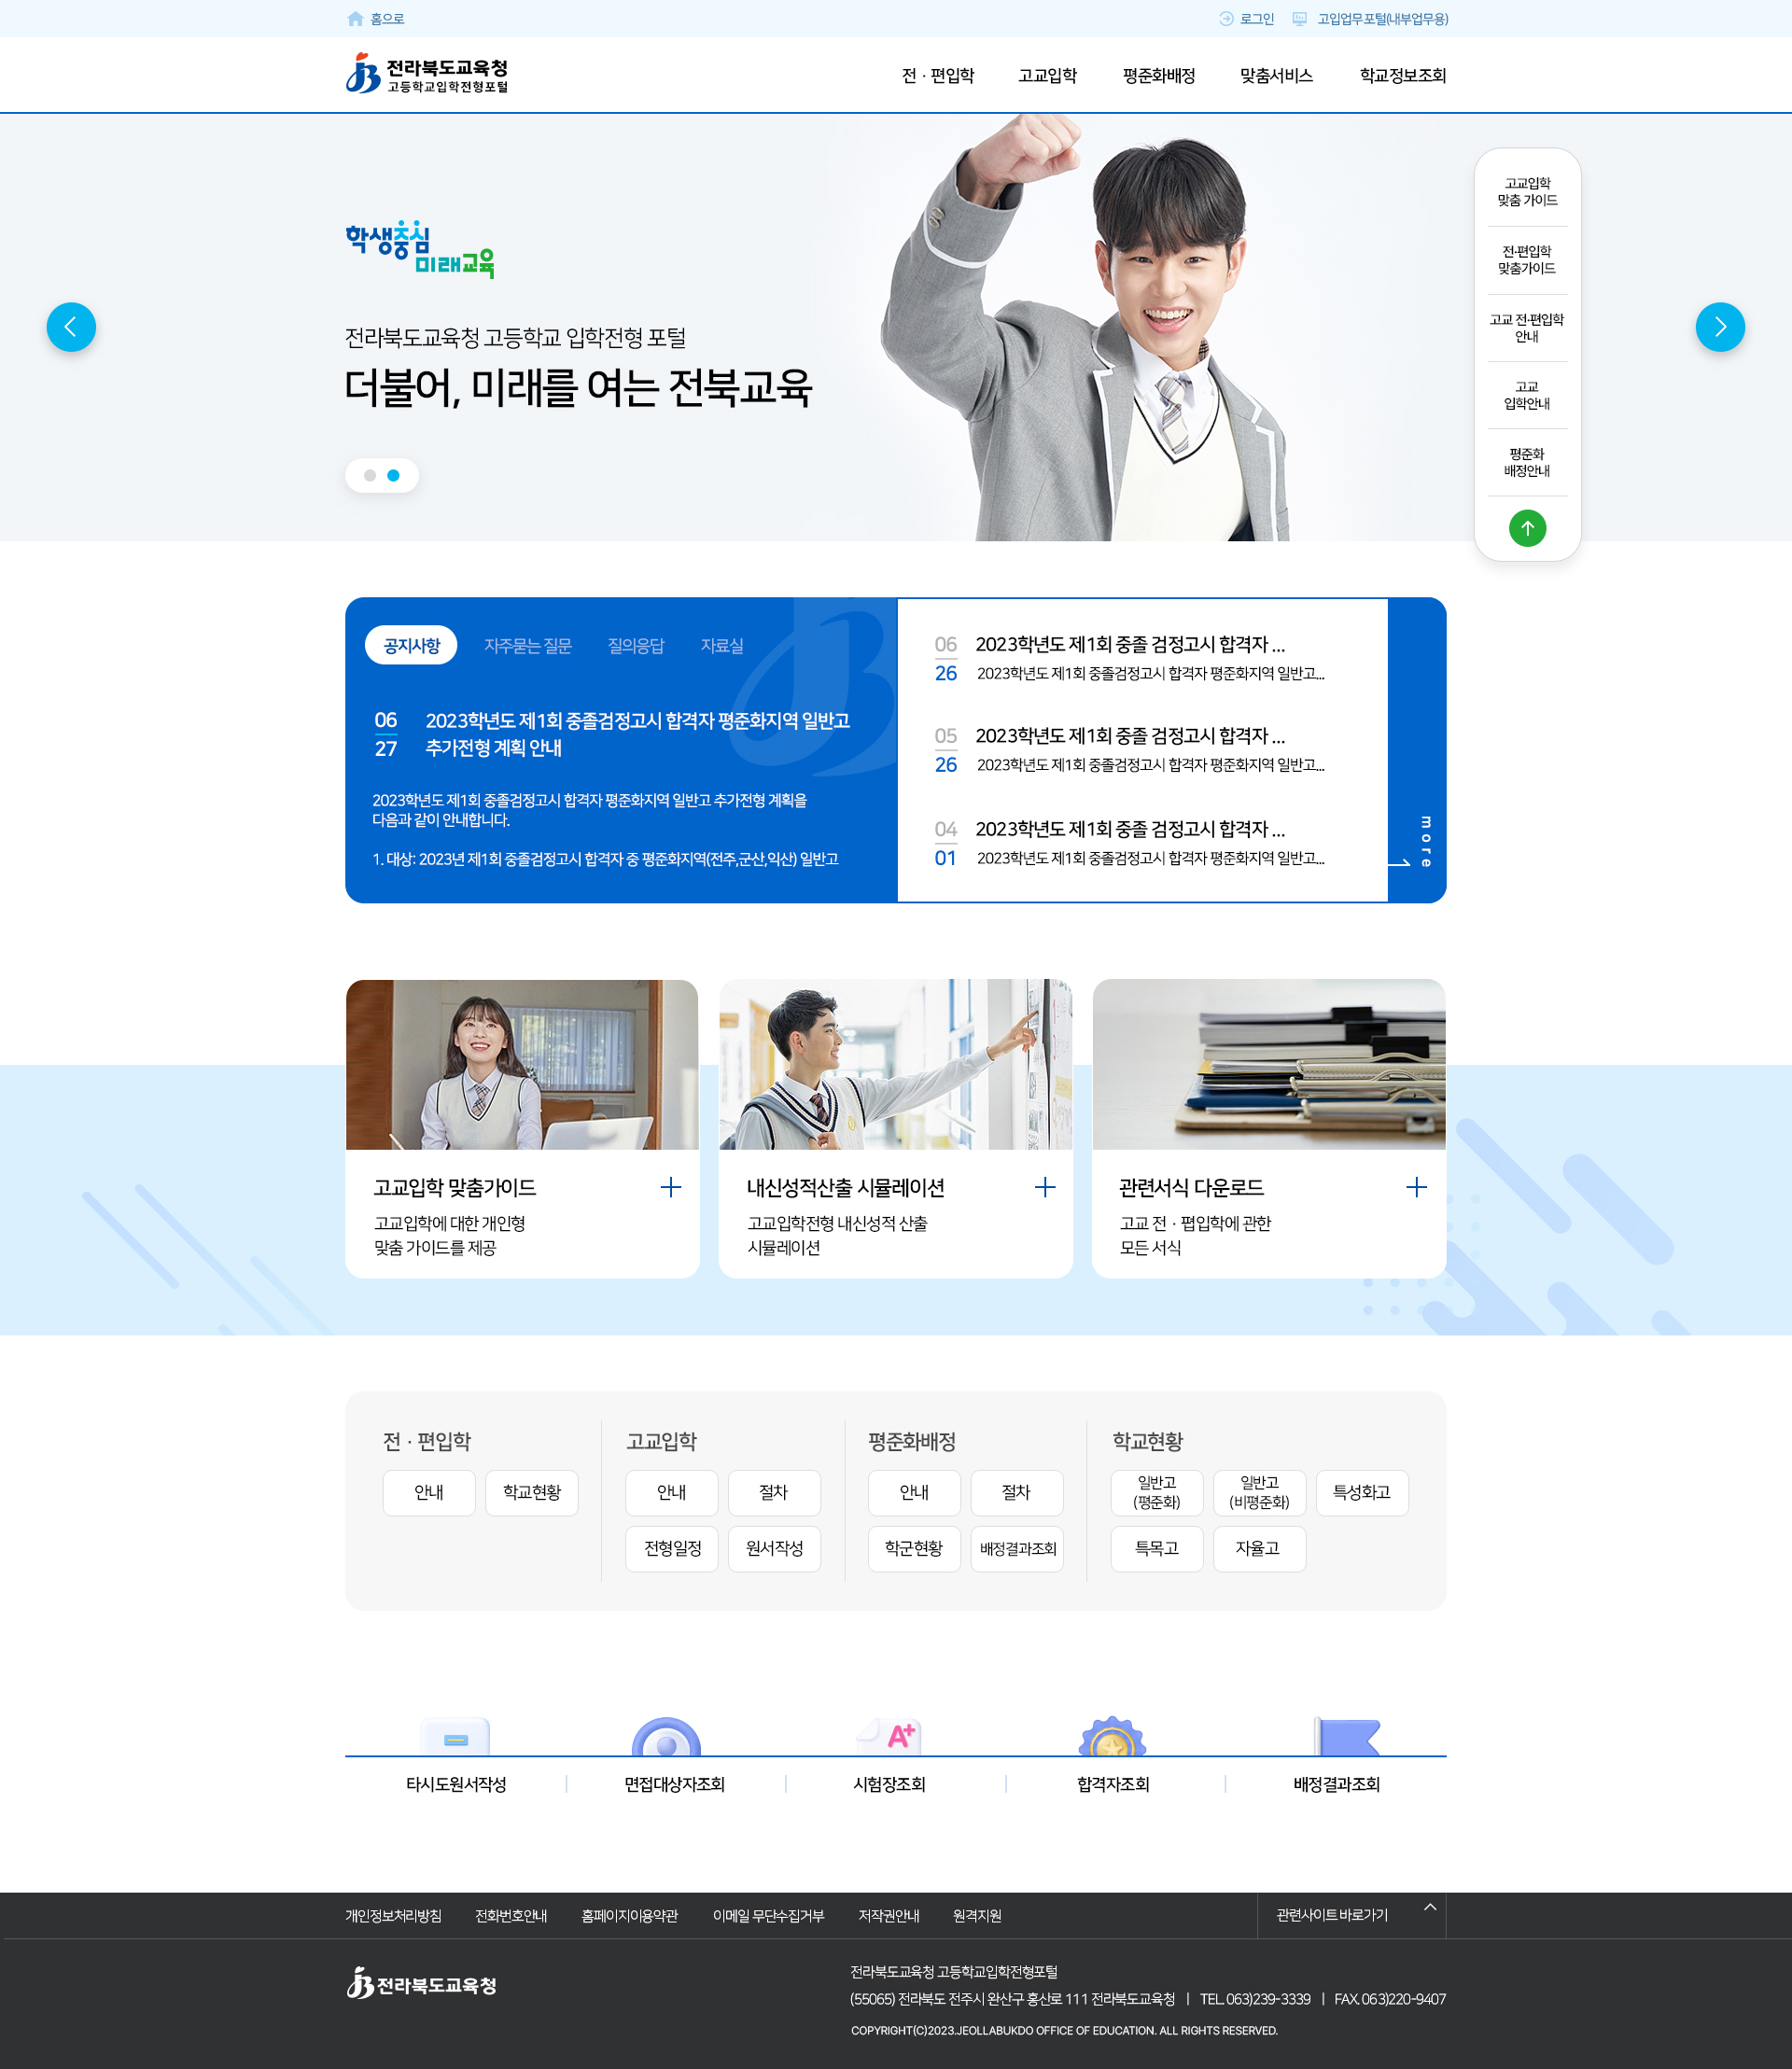 홈으로
로그인
고입업무포털(내부업무용)
전라북도교육청
고등학교입학전형포털
전 · 편입학
고교입학
평준화배정
맞춤서비스
학교정보조회
학생중심
미래교육
전라북도교육청 고등학교 입학전형 포털
더불어, 미래를 여는 전북교육
고교입학
맞춤 가이드
전·편입학
맞춤가이드
고교 전·편입학
안내
고교
입학안내
평준화
배정안내
공지사항
자주묻는 질문
질의응답
자료실
06
27
2023학년도 제1회 중졸검정고시 합격자 평준화지역 일반고
추가전형 계획 안내
2023학년도 제1회 중졸검정고시 합격자 평준화지역 일반고 추가전형 계획을
다음과 같이 안내합니다.
1. 대상: 2023년 제1회 중졸검정고시 합격자 중 평준화지역(전주,군산,익산) 일반고
06
26
2023학년도 제1회 중졸 검정고시 합격자 ...
2023학년도 제1회 중졸검정고시 합격자 평준화지역 일반고...
05
26
2023학년도 제1회 중졸 검정고시 합격자 ...
2023학년도 제1회 중졸검정고시 합격자 평준화지역 일반고...
04
01
2023학년도 제1회 중졸 검정고시 합격자 ...
2023학년도 제1회 중졸검정고시 합격자 평준화지역 일반고...
more
고교입학 맞춤가이드
고교입학에 대한 개인형
맞춤 가이드를 제공
내신성적산출 시뮬레이션
고교입학전형 내신성적 산출
시뮬레이션
관련서식 다운로드
고교 전 · 편입학에 관한
모든 서식
전 · 편입학
안내
학교현황
고교입학
안내
절차
전형일정
원서작성
평준화배정
안내
절차
학군현황
배정결과조회
학교현황
일반고
(평준화)
일반고
(비평준화)
특성화고
특목고
자율고
A+
타시도원서작성
면접대상자조회
시험장조회
합격자조회
배정결과조회
개인정보처리방침
전화번호안내
홈페이지이용약관
이메일 무단수집거부
저작권안내
원격지원
관련사이트 바로가기
전라북도교육청
전라북도교육청 고등학교입학전형포털
(55065) 전라북도 전주시 완산구 홍산로 111 전라북도교육청 | TEL. 063)239-3339 | FAX. 063)220-9407
COPYRIGHT(C)2023.JEOLLABUKDO OFFICE OF EDUCATION. ALL RIGHTS RESERVED.